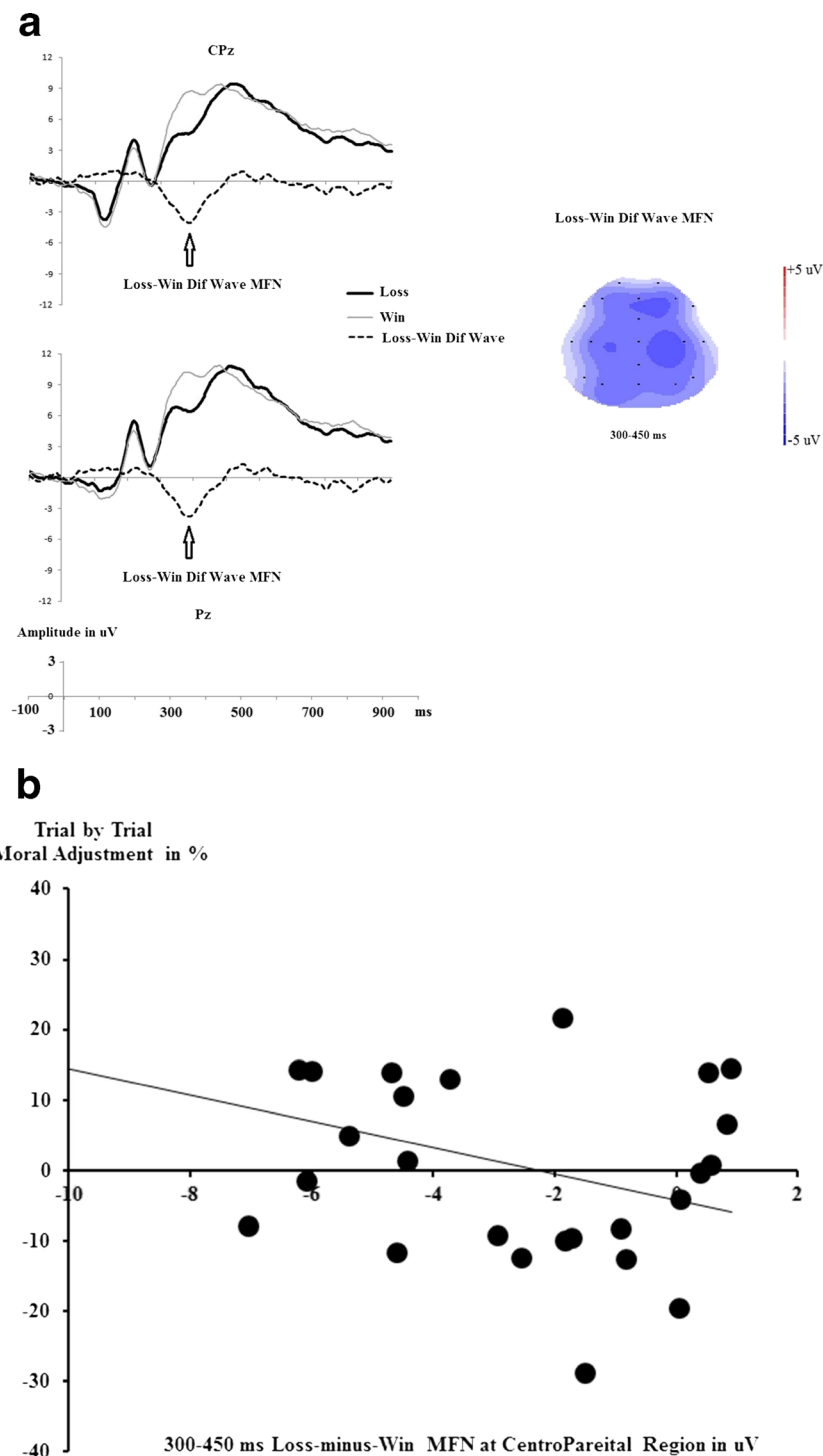 a
CPz
12
9
6
3
-3
-6
-9
-12
Loss-Win Dif Wave MFN
Loss
Win
Loss-Win Dif Wave
12
9
6
3
-3
-6
-9
-12
Loss-Win Dif Wave MFN
Pz
Loss-Win Dif Wave MFN
+5 uV
-5 uV
300-450 ms
Amplitude in uV
3
0
-3
-100 100 300 500 700 900 ms
b
Trial by Trial
Moral Adjustment in %
40
30
20
10
0
-10
-20
-30
-40
-10 -8 -6 -4 -2 0 2
300-450 ms Loss-minus-Win MFN at CentroPareital Region in uV